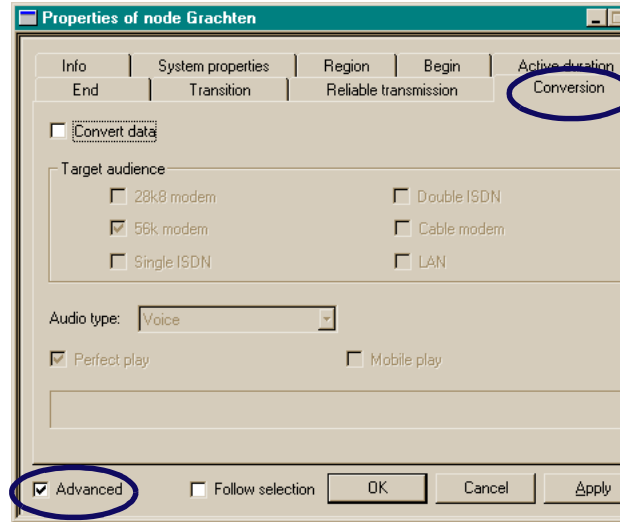 Properties of node Grachten
Info System properties Region Begin Active duration
End Transition Reliable transmission Conversion
Convert data
Target audience
28k8 modem Double ISDN
56k modem Cable modem
Single ISDN LAN
Audio type: Voice
Perfect play Mobile play
Advanced Follow selection OK Cancel Apply